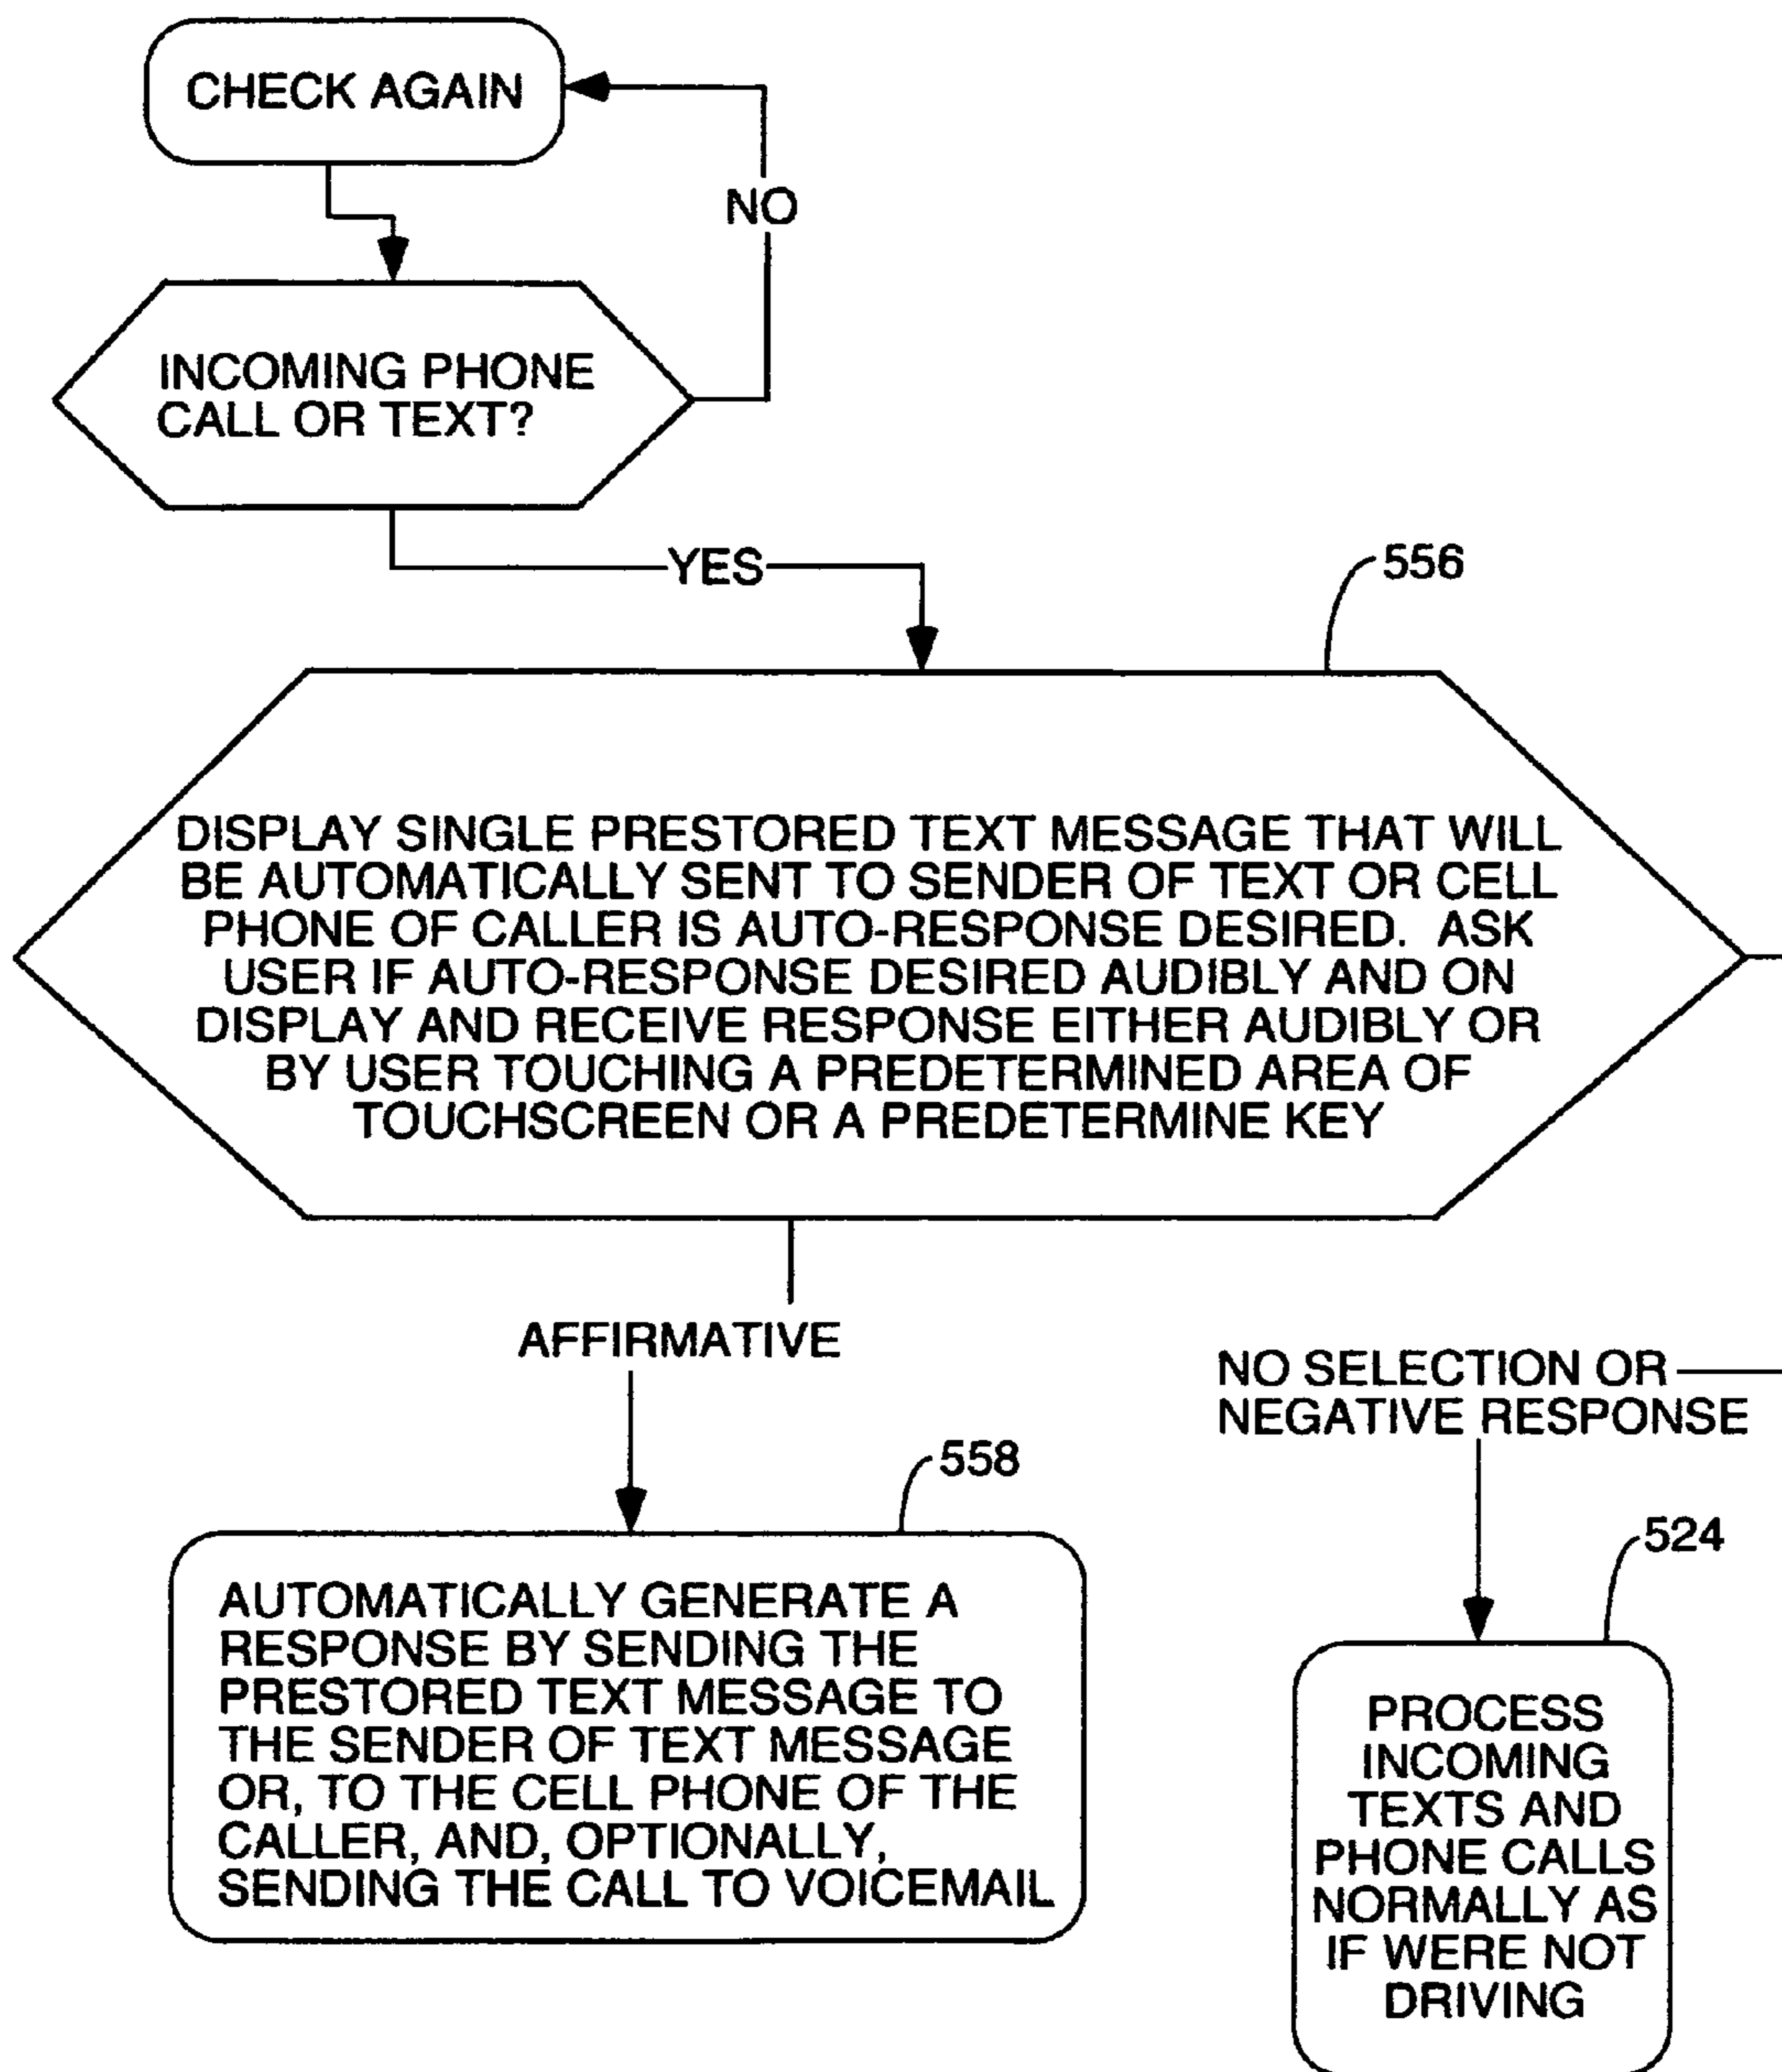 CHECK AGAIN
NO
INCOMING PHONE
CALL OR TEXT?
YES
556
DISPLAY SINGLE PRESTORED TEXT MESSAGE THAT WILL
BE AUTOMATICALLY SENT TO SENDER OF TEXT OR CELL
PHONE OF CALLER IS AUTO-RESPONSE DESIRED. ASK
USER IF AUTO-RESPONSE DESIRED AUDIBLY AND ON
DISPLAY AND RECEIVE RESPONSE EITHER AUDIBLY OR
BY USER TOUCHING A PREDETERMINED AREA OF
TOUCHSCREEN OR A PREDETERMINE KEY
AFFIRMATIVE
NO SELECTION OR
NEGATIVE RESPONSE
558
AUTOMATICALLY GENERATE A
RESPONSE BY SENDING THE
PRESTORED TEXT MESSAGE TO
THE SENDER OF TEXT MESSAGE
OR, TO THE CELL PHONE OF THE
CALLER, AND, OPTIONALLY,
SENDING THE CALL TO VOICEMAIL
524
PROCESS
INCOMING
TEXTS AND
PHONE CALLS
NORMALLY AS
IF WERE NOT
DRIVING